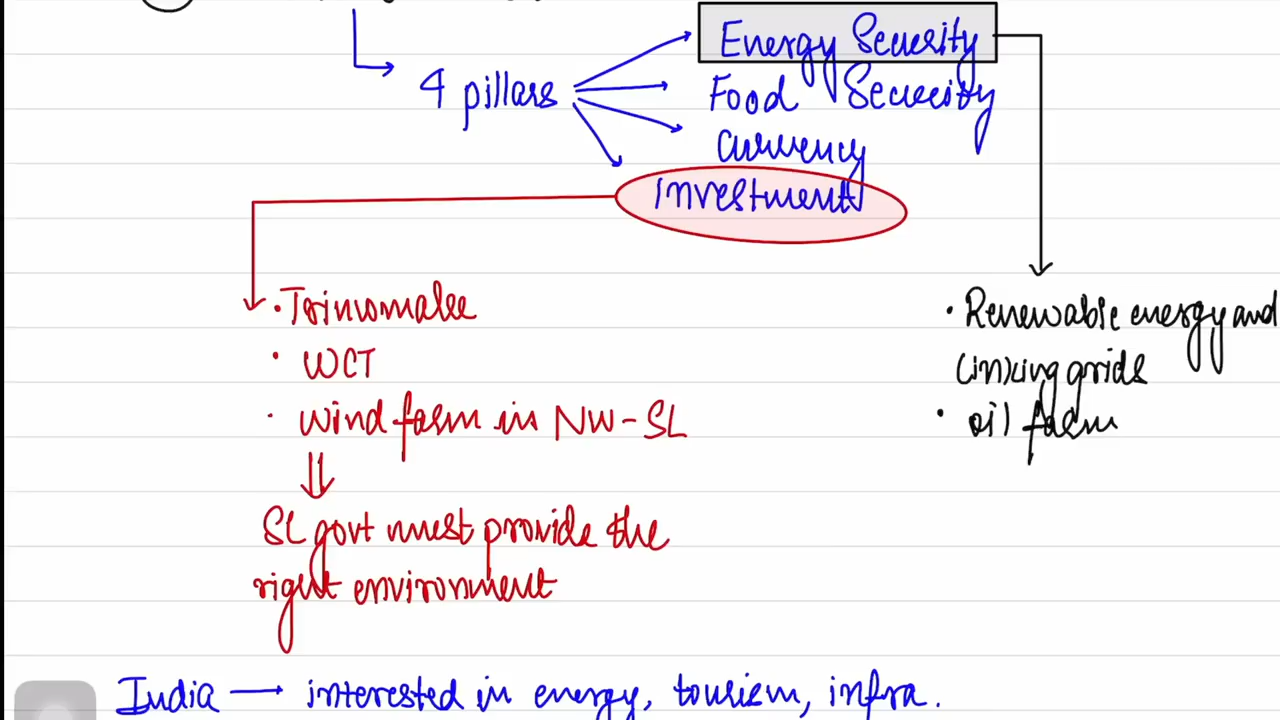 Energy Security
4 pillars
Food Security
Currency
Investment
• Trincomalee
• WCT
• Wind farm in NW-SL
SL govt must provide the
right environment
• Renewable energy and
linking grids
• oil farm
India → interested in energy, tourism, infra.